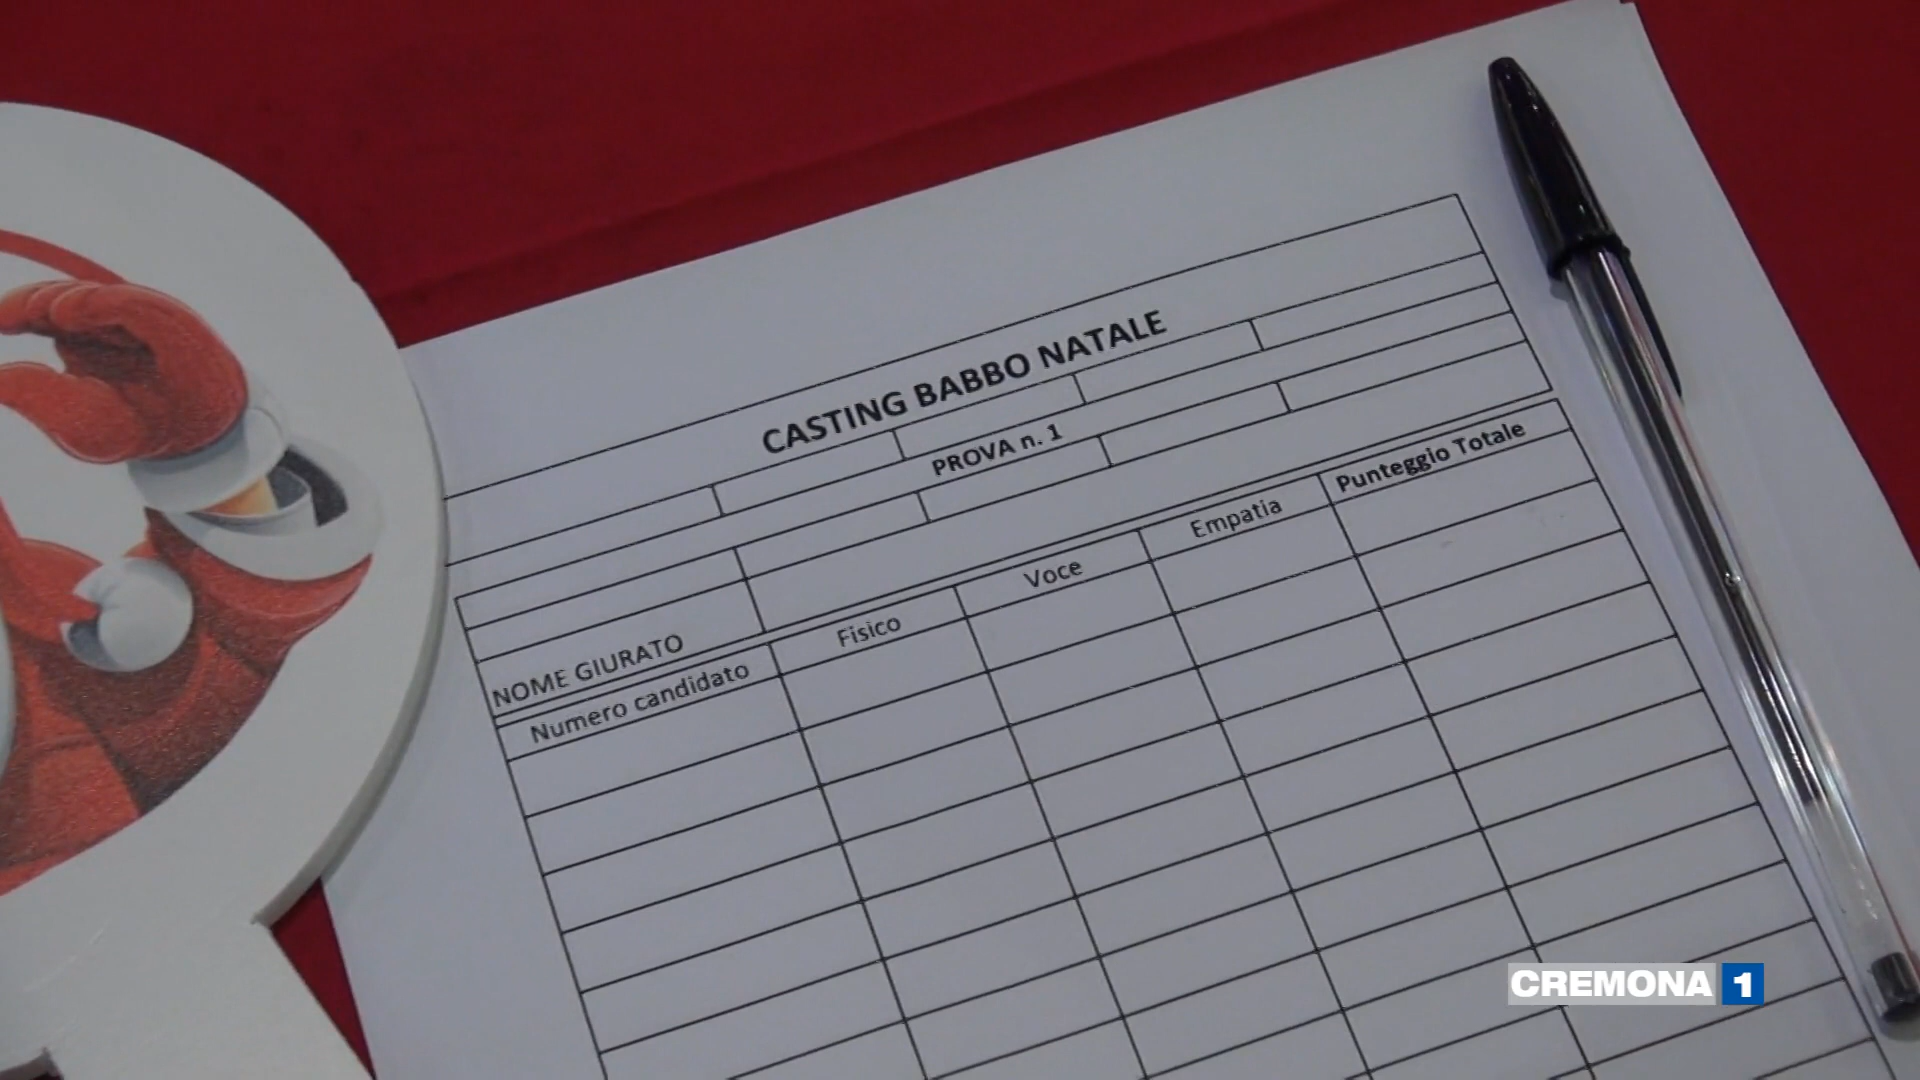 CASTING BABBO NATALE
PROVA n. 1
NOME GIURATO
Numero candidato Fisico Voce Empatia Punteggio Totale
CREMONA 1